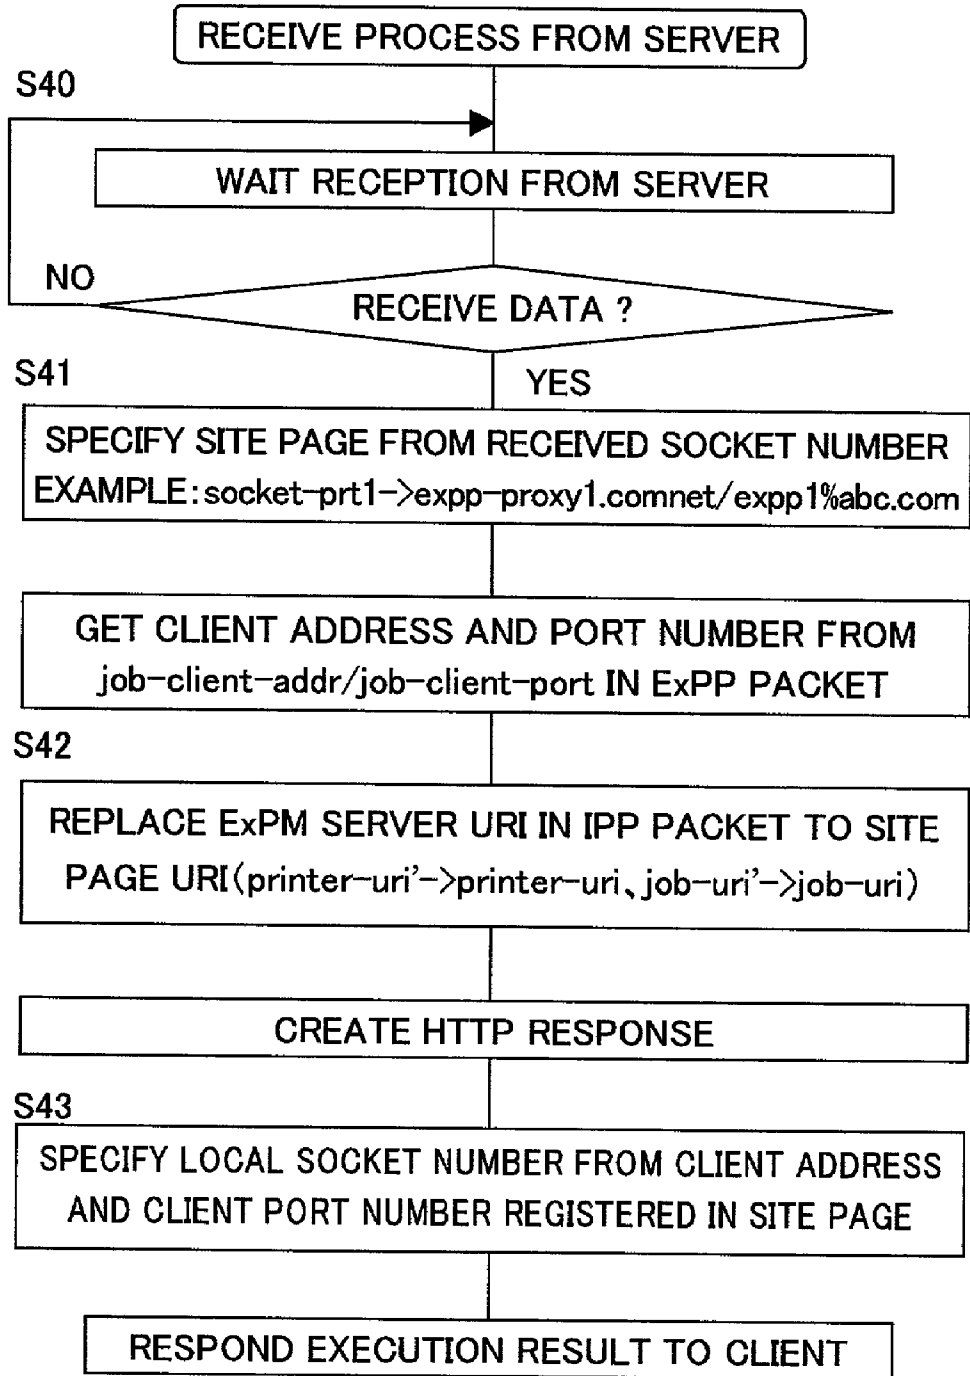 RECEIVE PROCESS FROM SERVER
S40
WAIT RECEPTION FROM SERVER
NO
RECEIVE DATA ?
S41
YES
SPECIFY SITE PAGE FROM RECEIVED SOCKET NUMBER
EXAMPLE:socket-prt1->expp-proxy1.comnet/expp1%abc.com
GET CLIENT ADDRESS AND PORT NUMBER FROM
job-client-addr/job-client-port IN ExPP PACKET
S42
REPLACE ExPM SERVER URI IN IPP PACKET TO SITE
PAGE URI(printer-uri'->printer-uri、job-uri'->job-uri)
CREATE HTTP RESPONSE
S43
SPECIFY LOCAL SOCKET NUMBER FROM CLIENT ADDRESS
AND CLIENT PORT NUMBER REGISTERED IN SITE PAGE
RESPOND EXECUTION RESULT TO CLIENT